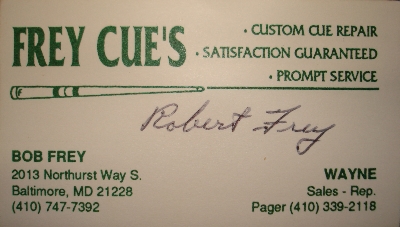 FREY CUE'S
· CUSTOM CUE REPAIR
· SATISFACTION GUARANTEED
· PROMPT SERVICE
Robert Frey
BOB FREY
2013 Northurst Way S.
Baltimore, MD 21228
(410) 747-7392
WAYNE
Sales - Rep.
Pager (410) 339-2118